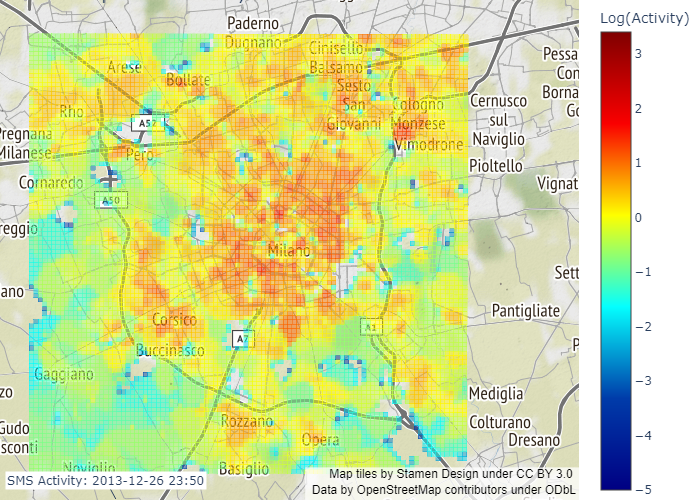 Paderno
Dugnano
Cinisello
Balsamo
Log(Activity)
3
2
1
0
−1
−2
−3
−4
−5
Arese
Bollate
Sesto
San
Giovanni
Cologno
Monzese
Vimodrone
Pessa
Borna
Cernusco
sul
Naviglio
Rho
A52
Pregnana
Milanese
Pero
Pioltello
Cornaredo
Vignat
A50
reggio
Milano
Sett
ano
Pantigliate
Corsico
A7
A1
Buccinasco
P
Gaggiano
Mediglia
zo
Rozzano
Colturano
Gudo
sconti
Opera
Dresano
Noviglio
Basiglio
SMS Activity: 2013-12-26 23:50
Map tiles by Stamen Design under CC BY 3.0
Data by OpenStreetMap contributors under ODbL